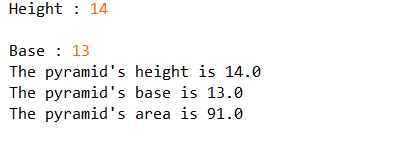 Height : 14
Base : 13
The pyramid's height is 14.0
The pyramid's base is 13.0
The pyramid's area is 91.0